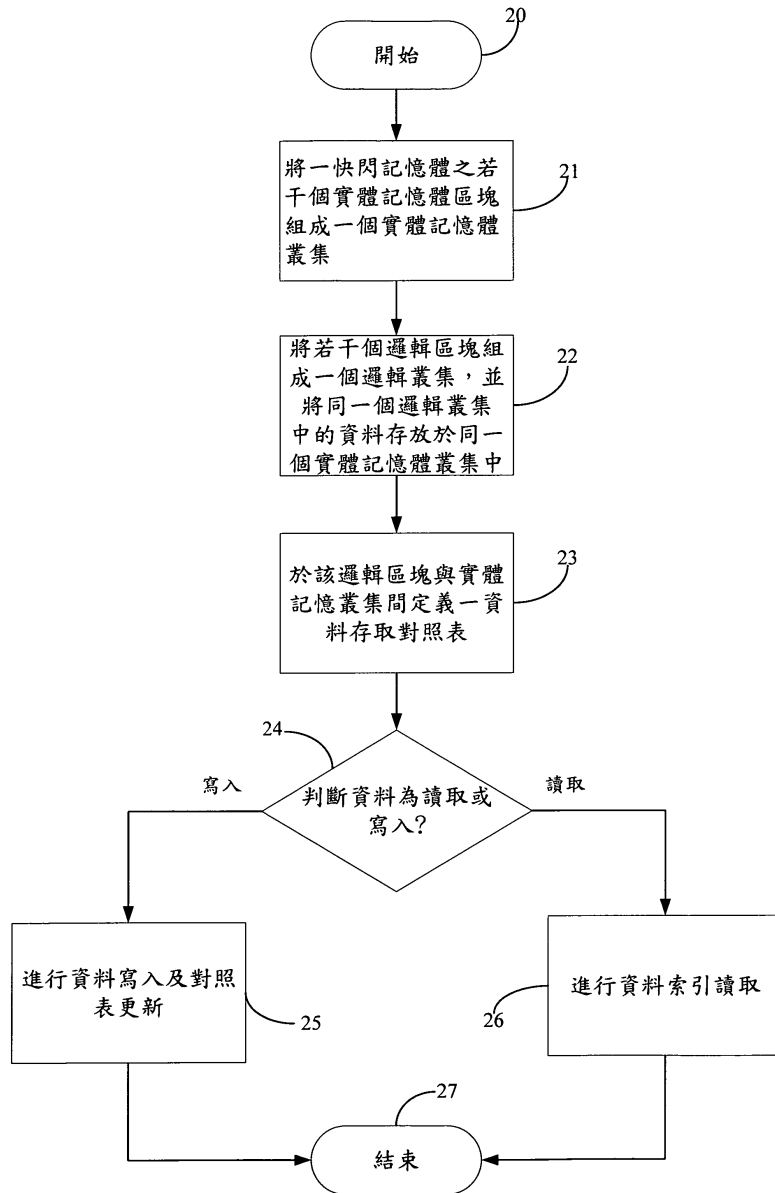 20
開始
將一快閃記憶體之若
干個實體記憶體區塊
組成一個實體記憶體
叢集
21
將若干個邏輯區塊組
成一個邏輯叢集，並
將同一個邏輯叢集
中的資料存放於同一
個實體記憶體叢集中
22
於該邏輯區塊與實體
記憶叢集間定義一資
料存取對照表
23
24
寫入
讀取
判斷資料為讀取或
寫入?
進行資料寫入及對照
表更新
25
進行資料索引讀取
26
27
結束